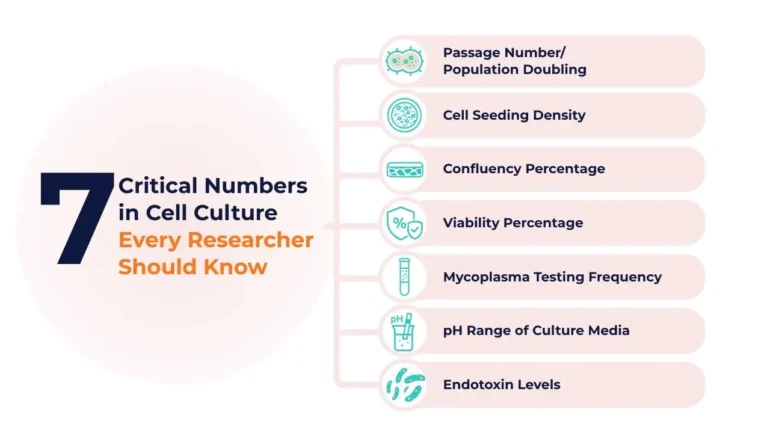 7
Critical Numbers
in Cell Culture
Every Researcher
Should Know
Passage Number/
Population Doubling
Cell Seeding Density
Confluency Percentage
%
Viability Percentage
Mycoplasma Testing Frequency
pH
pH Range of Culture Media
Endotoxin Levels